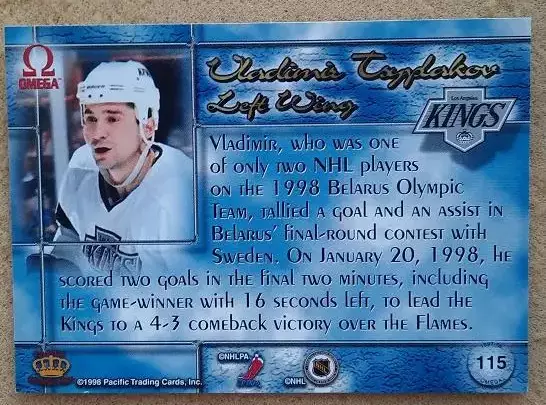 Ω
OMEGA™
Vladimir Tsyplakov
Left Wing
Los Angeles
KINGS
Vladimir, who was one
of only two NHL players
on the 1998 Belarus Olympic
Team, tallied a goal and an assist in
Belarus' final-round contest with
Sweden. On January 20, 1998, he
scored two goals in the final two minutes, including
the game-winner with 16 seconds left, to lead the
Kings to a 4-3 comeback victory over the Flames.
©1998 Pacific Trading Cards, Inc.
©NHLPA
©NHL
115